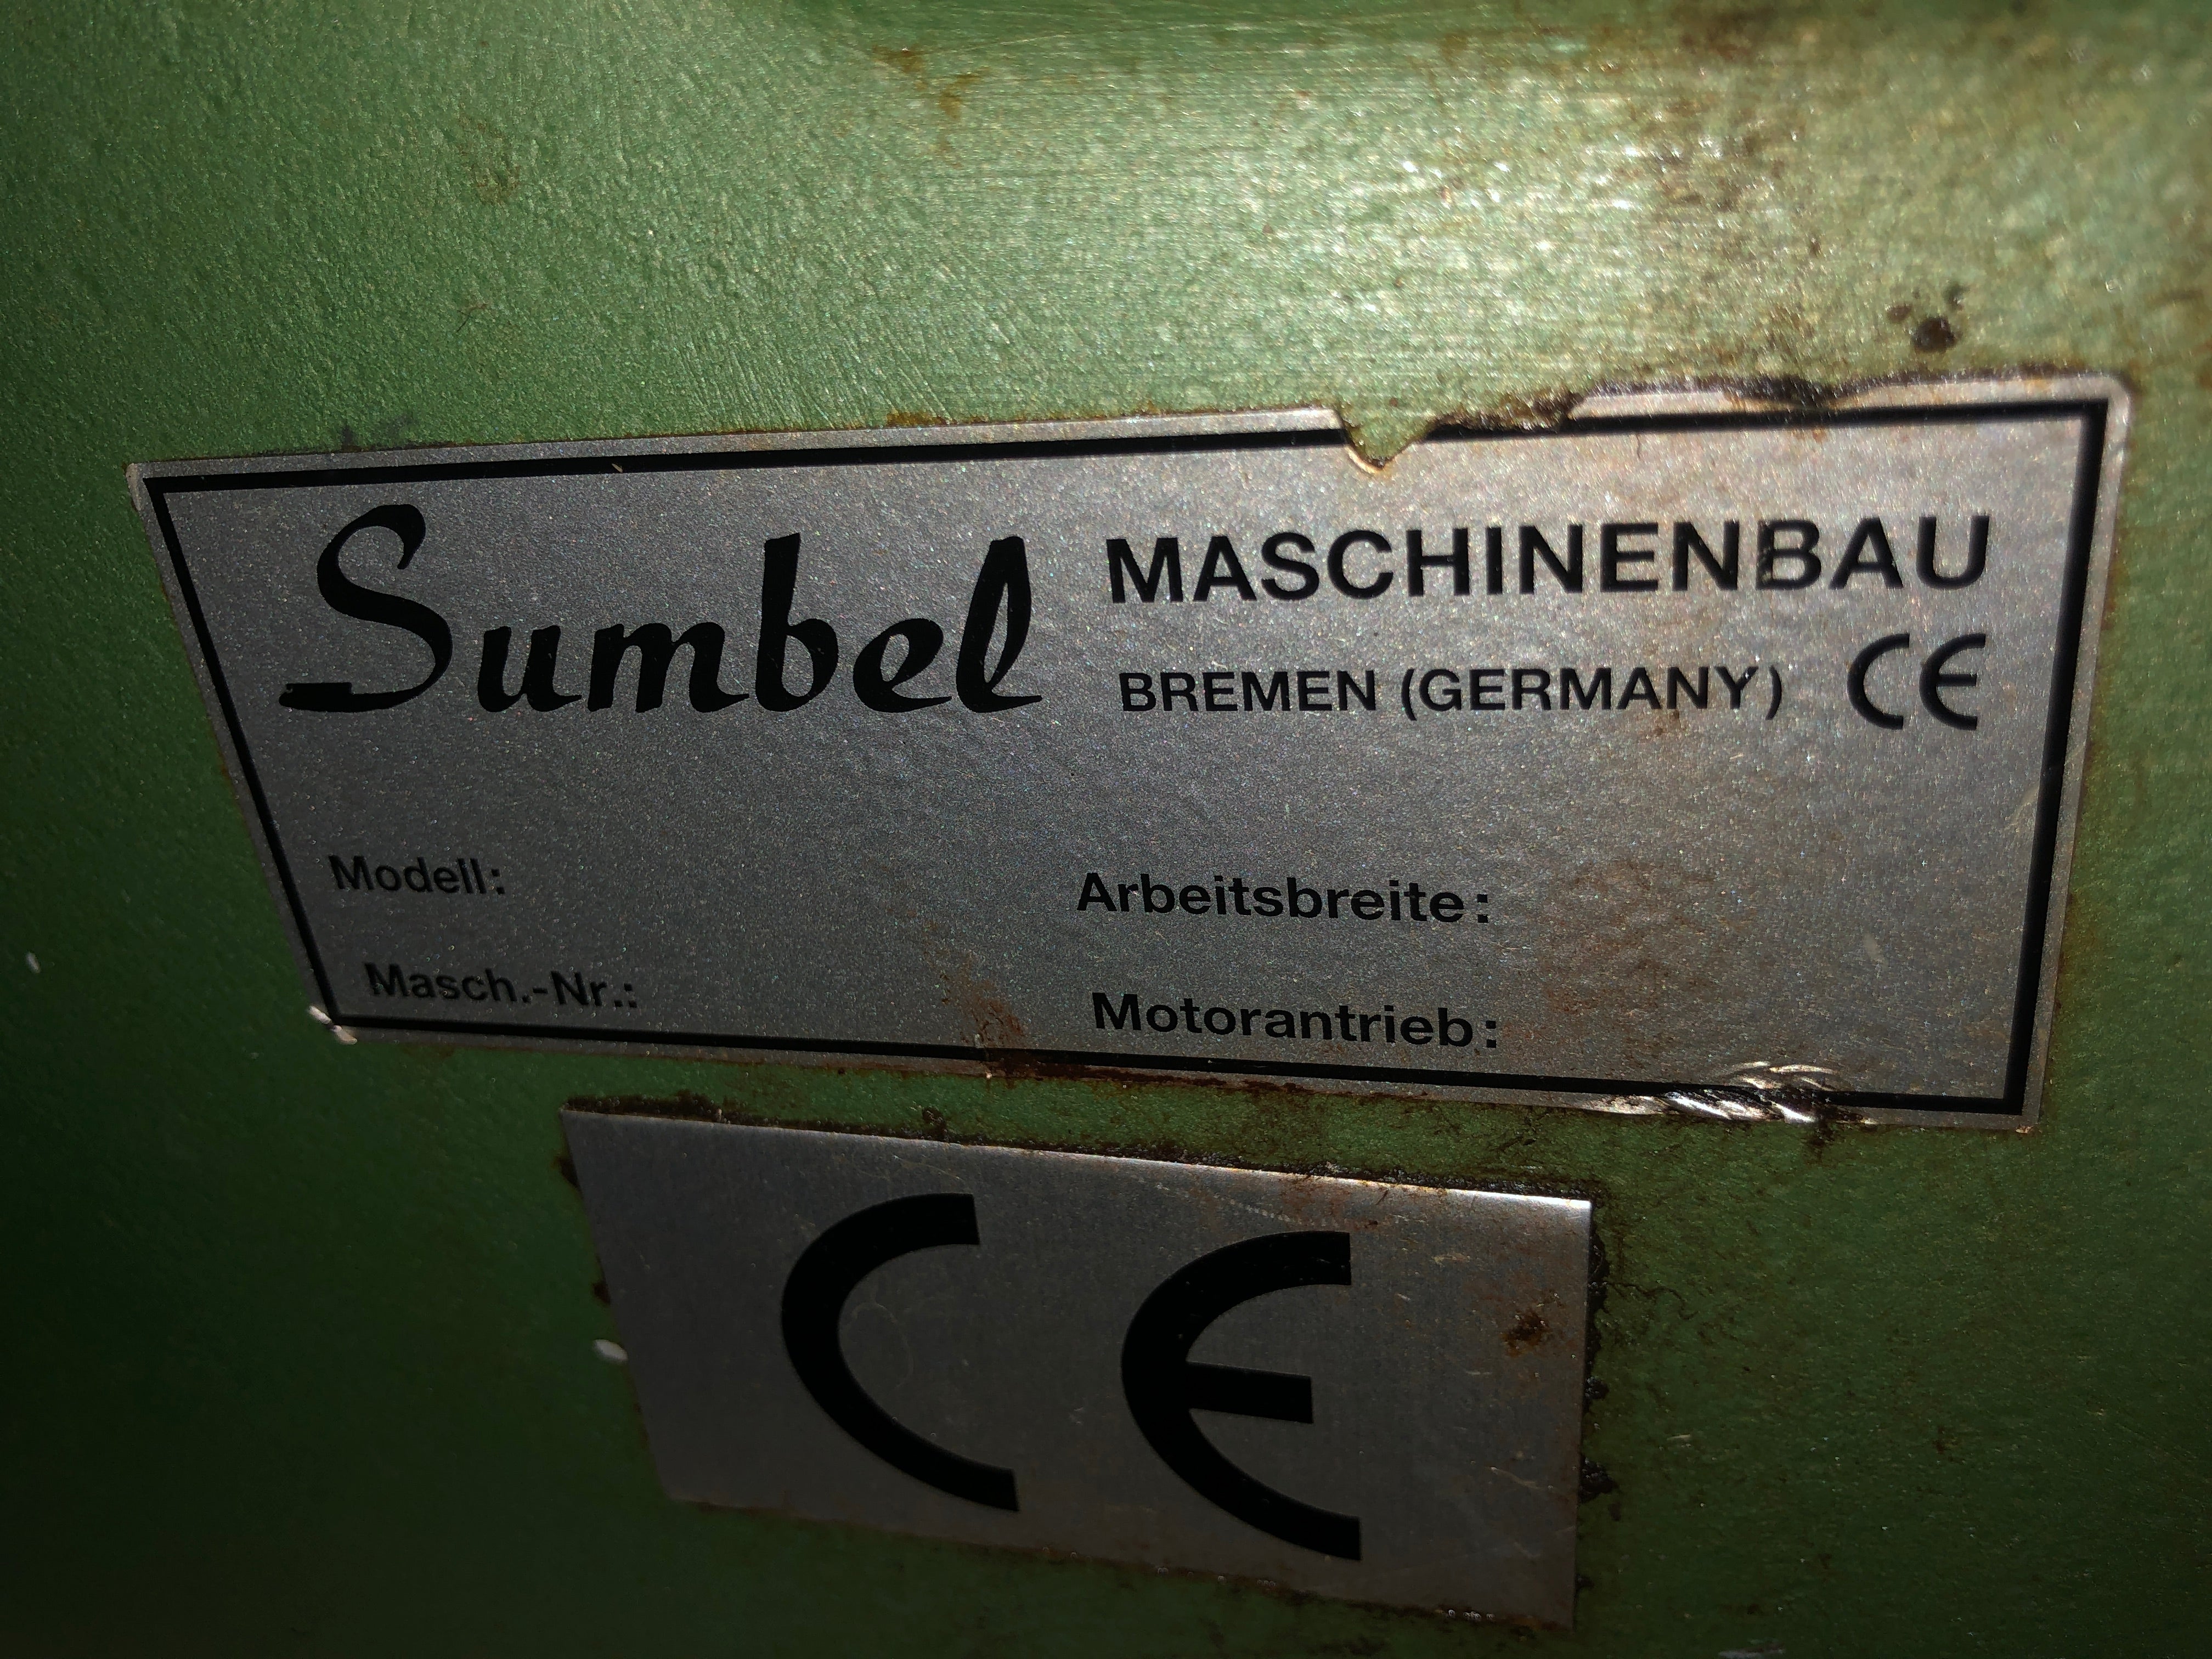 Sumbel MASCHINENBAU
BREMEN (GERMANY) CE
Modell: Arbeitsbreite:
Masch.-Nr.: Motorantrieb:
CE